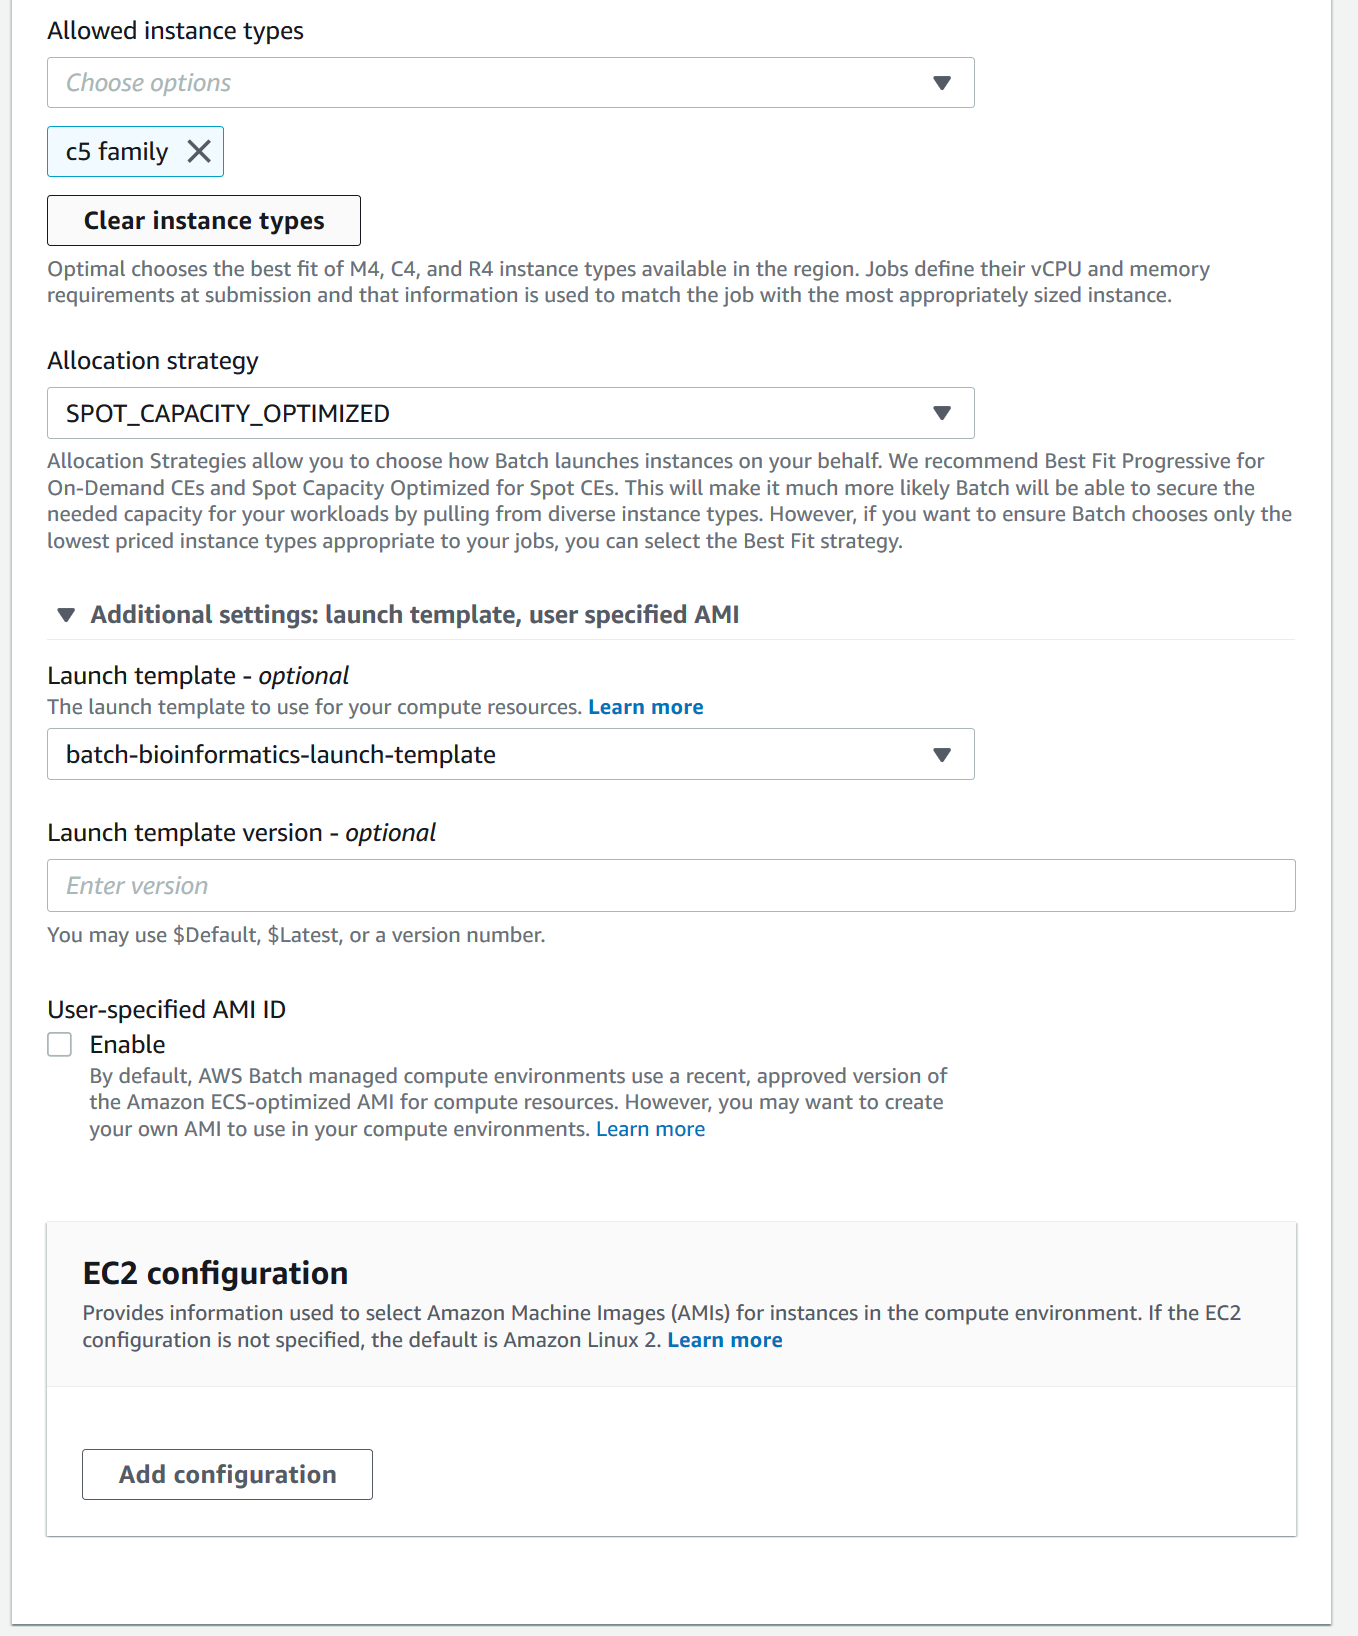 Allowed instance types
Choose options
c5 family
Clear instance types
Optimal chooses the best fit of M4, C4, and R4 instance types available in the region. Jobs define their vCPU and memory
requirements at submission and that information is used to match the job with the most appropriately sized instance.
Allocation strategy
SPOT_CAPACITY_OPTIMIZED
Allocation Strategies allow you to choose how Batch launches instances on your behalf. We recommend Best Fit Progressive for
On-Demand CEs and Spot Capacity Optimized for Spot CEs. This will make it much more likely Batch will be able to secure the
needed capacity for your workloads by pulling from diverse instance types. However, if you want to ensure Batch chooses only the
lowest priced instance types appropriate to your jobs, you can select the Best Fit strategy.
Additional settings: launch template, user specified AMI
Launch template - optional
The launch template to use for your compute resources. Learn more
batch-bioinformatics-launch-template
Launch template version - optional
Enter version
You may use $Default, $Latest, or a version number.
User-specified AMI ID
Enable
By default, AWS Batch managed compute environments use a recent, approved version of
the Amazon ECS-optimized AMI for compute resources. However, you may want to create
your own AMI to use in your compute environments. Learn more
EC2 configuration
Provides information used to select Amazon Machine Images (AMIs) for instances in the compute environment. If the EC2
configuration is not specified, the default is Amazon Linux 2. Learn more
Add configuration